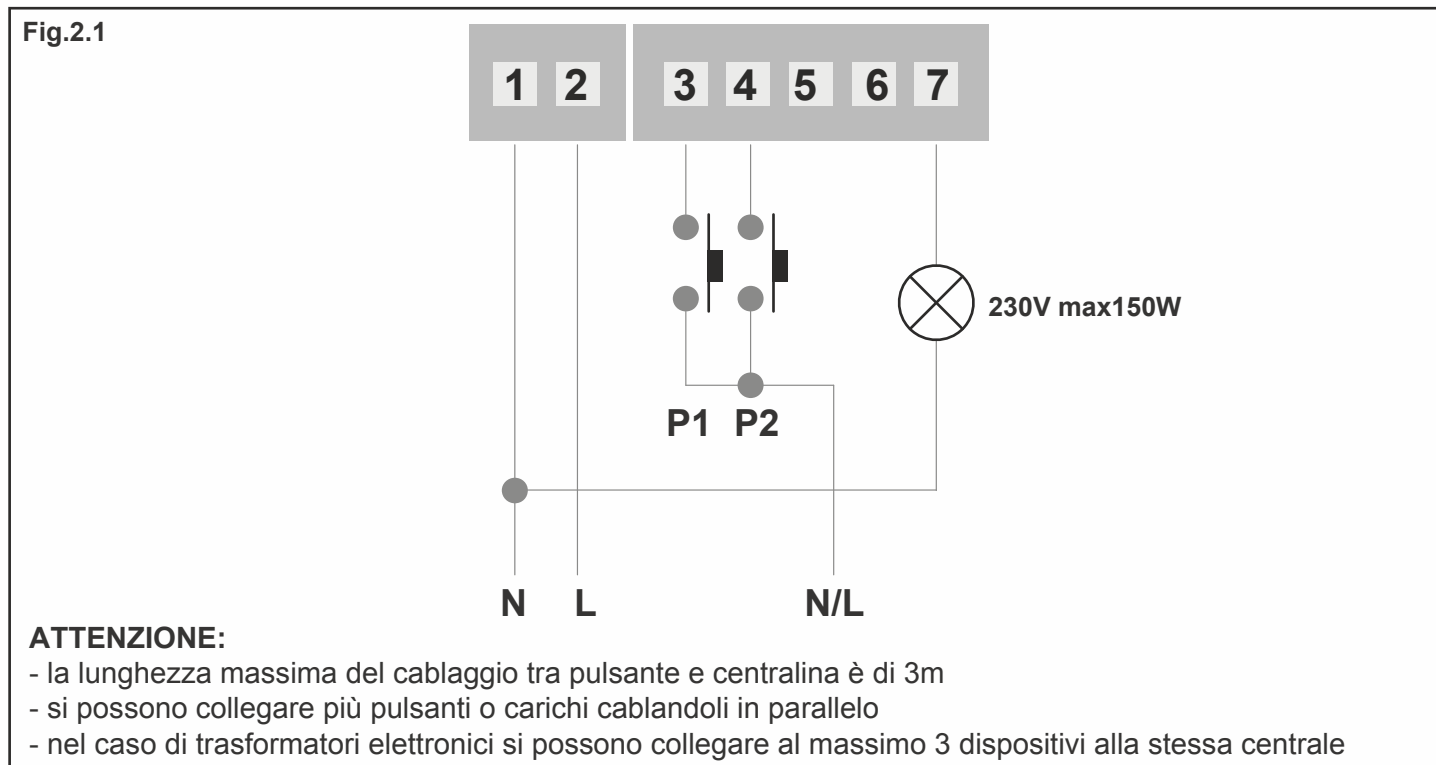 Fig.2.1
1 2 3 4 5 6 7
230V max150W
P1 P2
N L N/L
ATTENZIONE:
- la lunghezza massima del cablaggio tra pulsante e centralina è di 3m
- si possono collegare più pulsanti o carichi cablandoli in parallelo
- nel caso di trasformatori elettronici si possono collegare al massimo 3 dispositivi alla stessa centrale